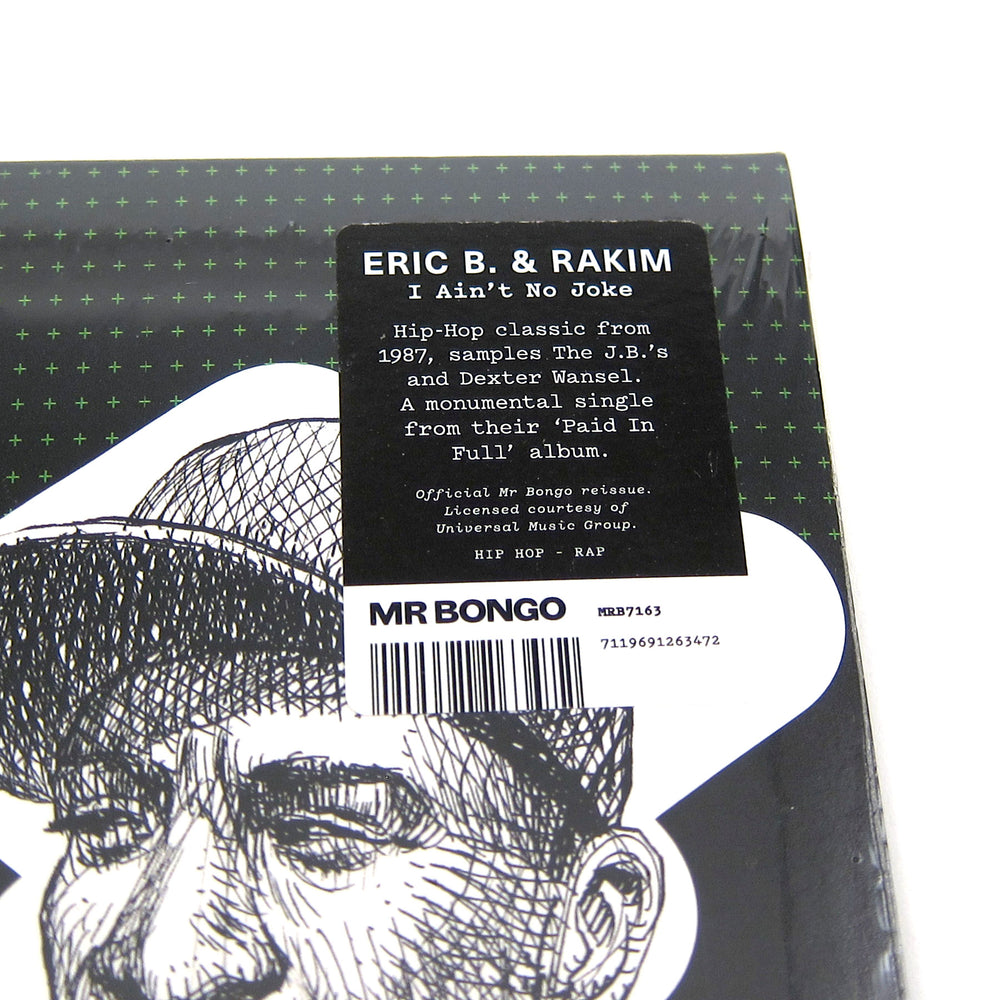 ERIC B. & RAKIM
I Ain't No Joke
Hip-Hop classic from
1987, samples The J.B.'s
and Dexter Wansel.
A monumental single
from their ‘Paid In
Full’ album.
Official Mr Bongo reissue.
Licensed courtesy of
Universal Music Group.
HIP HOP - RAP
MR BONGO MRB7163
7119691263472